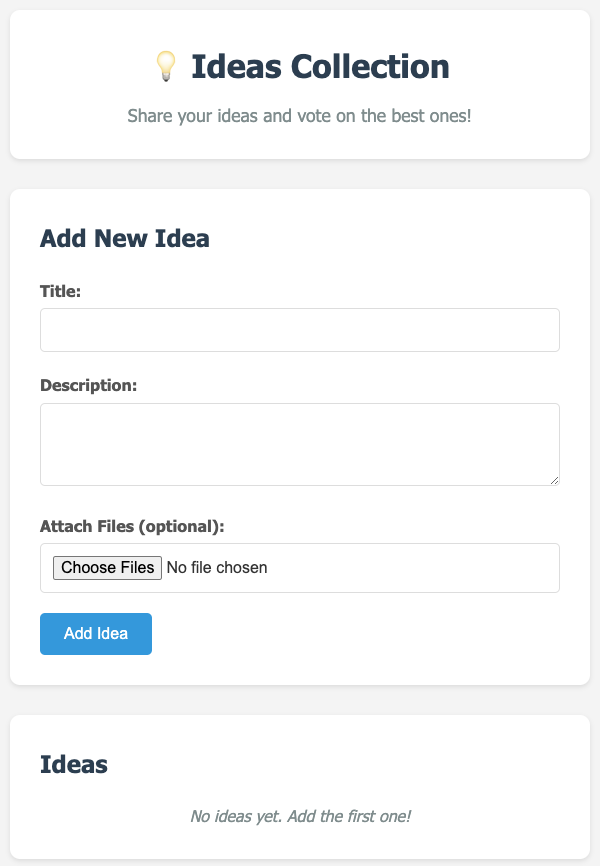 💡 Ideas Collection
Share your ideas and vote on the best ones!
Add New Idea
Title:
Description:
Attach Files (optional):
Choose Files No file chosen
Add Idea
Ideas
No ideas yet. Add the first one!